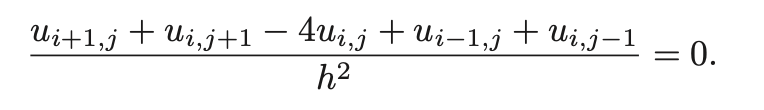 \frac{u_{i+1,j} + u_{i,j+1} - 4u_{i,j} + u_{i-1,j} + u_{i,j-1}}{h^2} = 0.